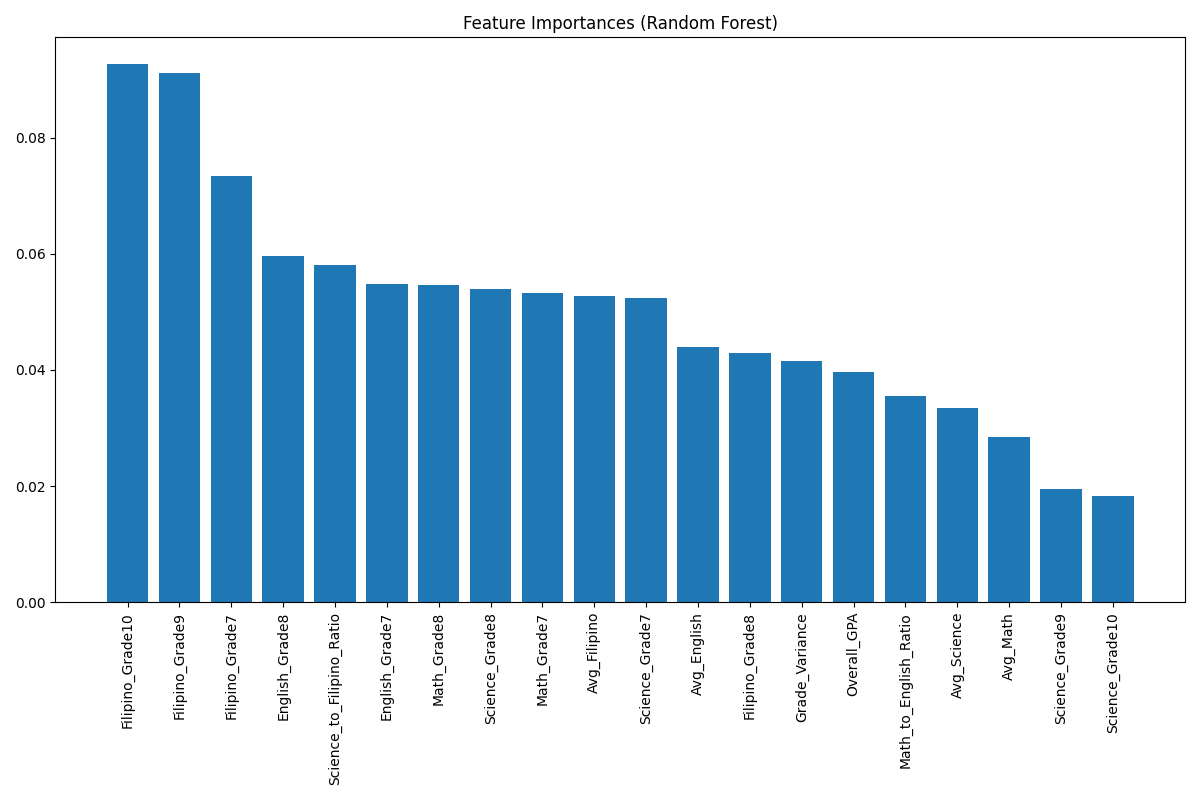 Feature Importances (Random Forest)
0.08
0.06
0.04
0.02
0.00
Filipino_Grade10
Filipino_Grade9
Filipino_Grade7
English_Grade8
Science_to_Filipino_Ratio
English_Grade7
Math_Grade8
Science_Grade8
Math_Grade7
Avg_Filipino
Science_Grade7
Avg_English
Filipino_Grade8
Grade_Variance
Overall_GPA
Math_to_English_Ratio
Avg_Science
Avg_Math
Science_Grade9
Science_Grade10